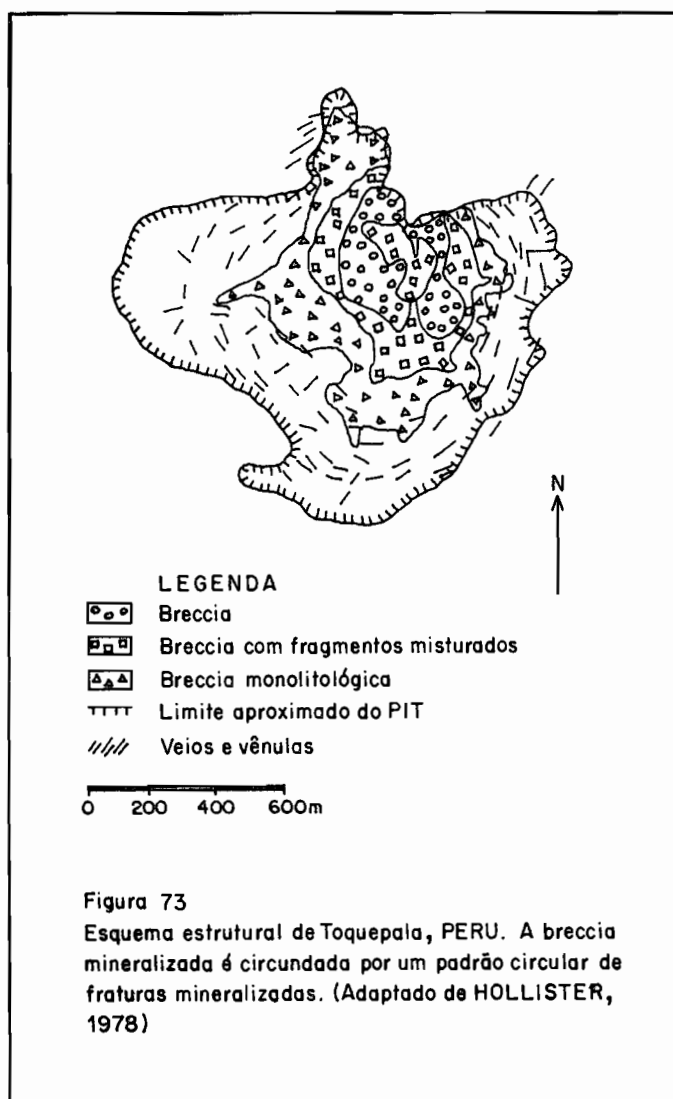 N
LEGENDA
Breccia
Breccia com fragmentos misturados
Breccia monolitológica
Limite aproximado do PIT
Veios e vênulas
0 200 400 600m
Figura 73
Esquema estrutural de Toquepala, PERU. A breccia
mineralizada é circundada por um padrão circular de
fraturas mineralizadas. (Adaptado de HOLLISTER,
1978)